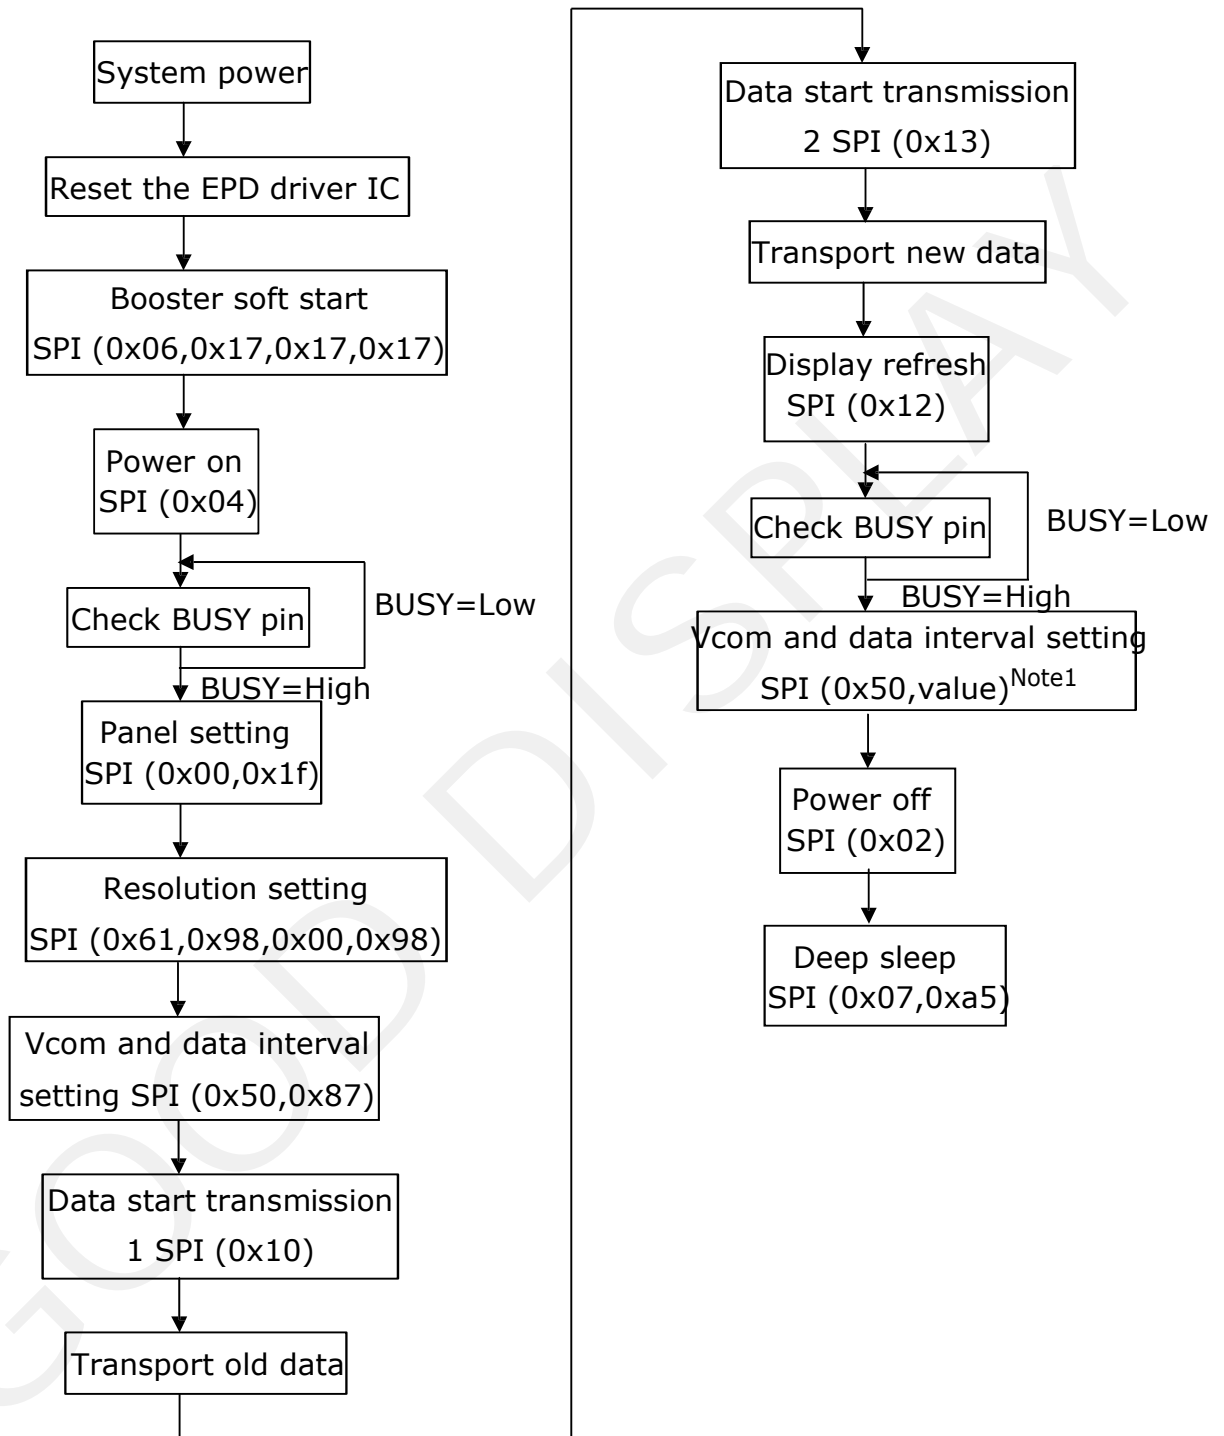 System power
Reset the EPD driver IC
Booster soft start
SPI (0x06,0x17,0x17,0x17)
Power on
SPI (0x04)
Check BUSY pin
BUSY=Low
BUSY=High
Panel setting
SPI (0x00,0x1f)
Resolution setting
SPI (0x61,0x98,0x00,0x98)
Vcom and data interval
setting SPI (0x50,0x87)
Data start transmission
1 SPI (0x10)
Transport old data
Data start transmission
2 SPI (0x13)
Transport new data
Display refresh
SPI (0x12)
Check BUSY pin
BUSY=Low
BUSY=High
Vcom and data interval setting
SPI (0x50,value)Note1
Power off
SPI (0x02)
Deep sleep
SPI (0x07,0xa5)
GOOD DISPLAY